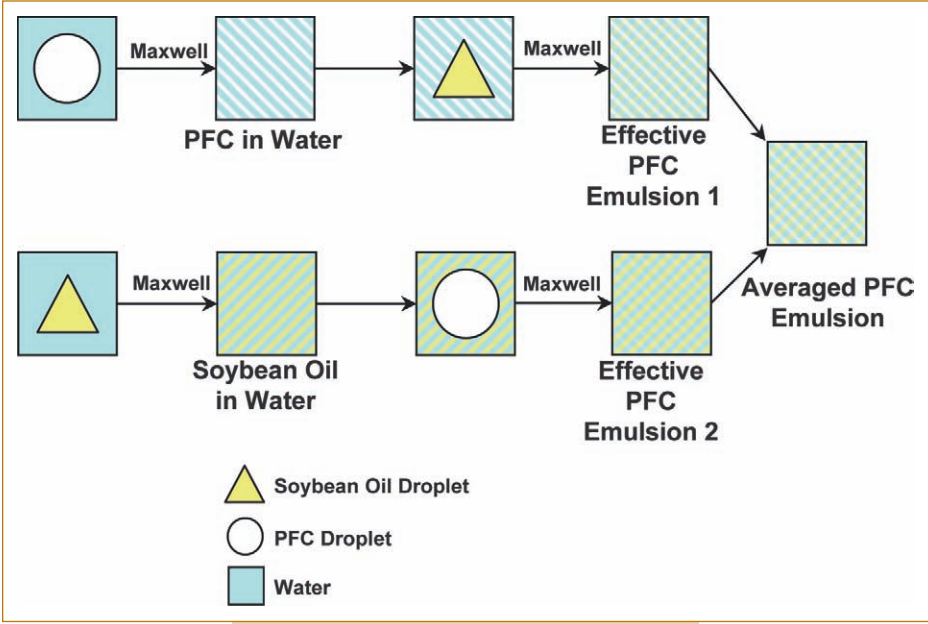 Maxwell
Maxwell
PFC in Water
Effective
PFC
Emulsion 1
Maxwell
Maxwell
Averaged PFC
Emulsion
Soybean Oil
in Water
Effective
PFC
Emulsion 2
Soybean Oil Droplet
PFC Droplet
Water